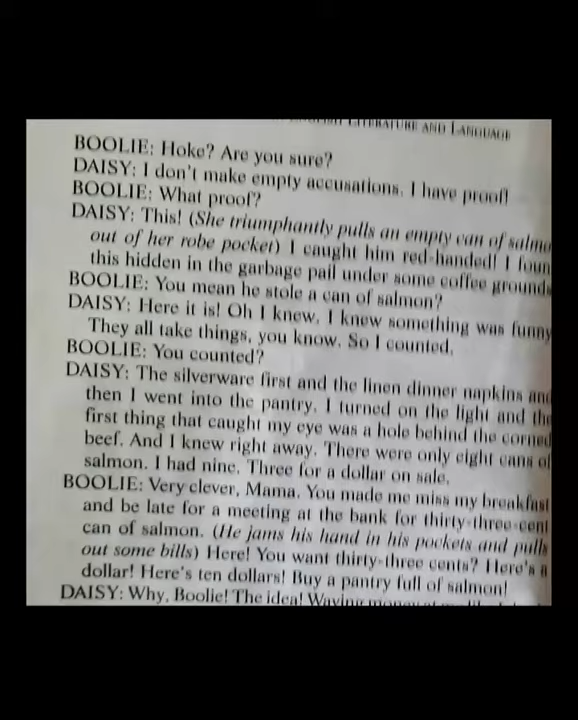 LITERATURE AND LANGUAGE
BOOLIE: Hoke? Are you sure?
DAISY: I don't make empty accusations. I have proof!
BOOLIE: What proof?
DAISY: This! (She triumphantly pulls an empty can of salmo
out of her robe pocket) I caught him red-handed! I foun
this hidden in the garbage pail under some coffee grounds
BOOLIE: You mean he stole a can of salmon?
DAISY: Here it is! Oh I knew. I knew something was funny
They all take things, you know. So I counted.
BOOLIE: You counted?
DAISY: The silverware first and the linen dinner napkins and
then I went into the pantry. I turned on the light and the
first thing that caught my eye was a hole behind the corned
beef. And I knew right away. There were only eight cans of
salmon. I had nine. Three for a dollar on sale.
BOOLIE: Very clever, Mama. You made me miss my breakfast
and be late for a meeting at the bank for thirty-three-cent
can of salmon. (He jams his hand in his pockets and pulls
out some bills) Here! You want thirty-three cents? Here's a
dollar! Here's ten dollars! Buy a pantry full of salmon!
DAISY: Why, Boolie! The idea! Waving money at me